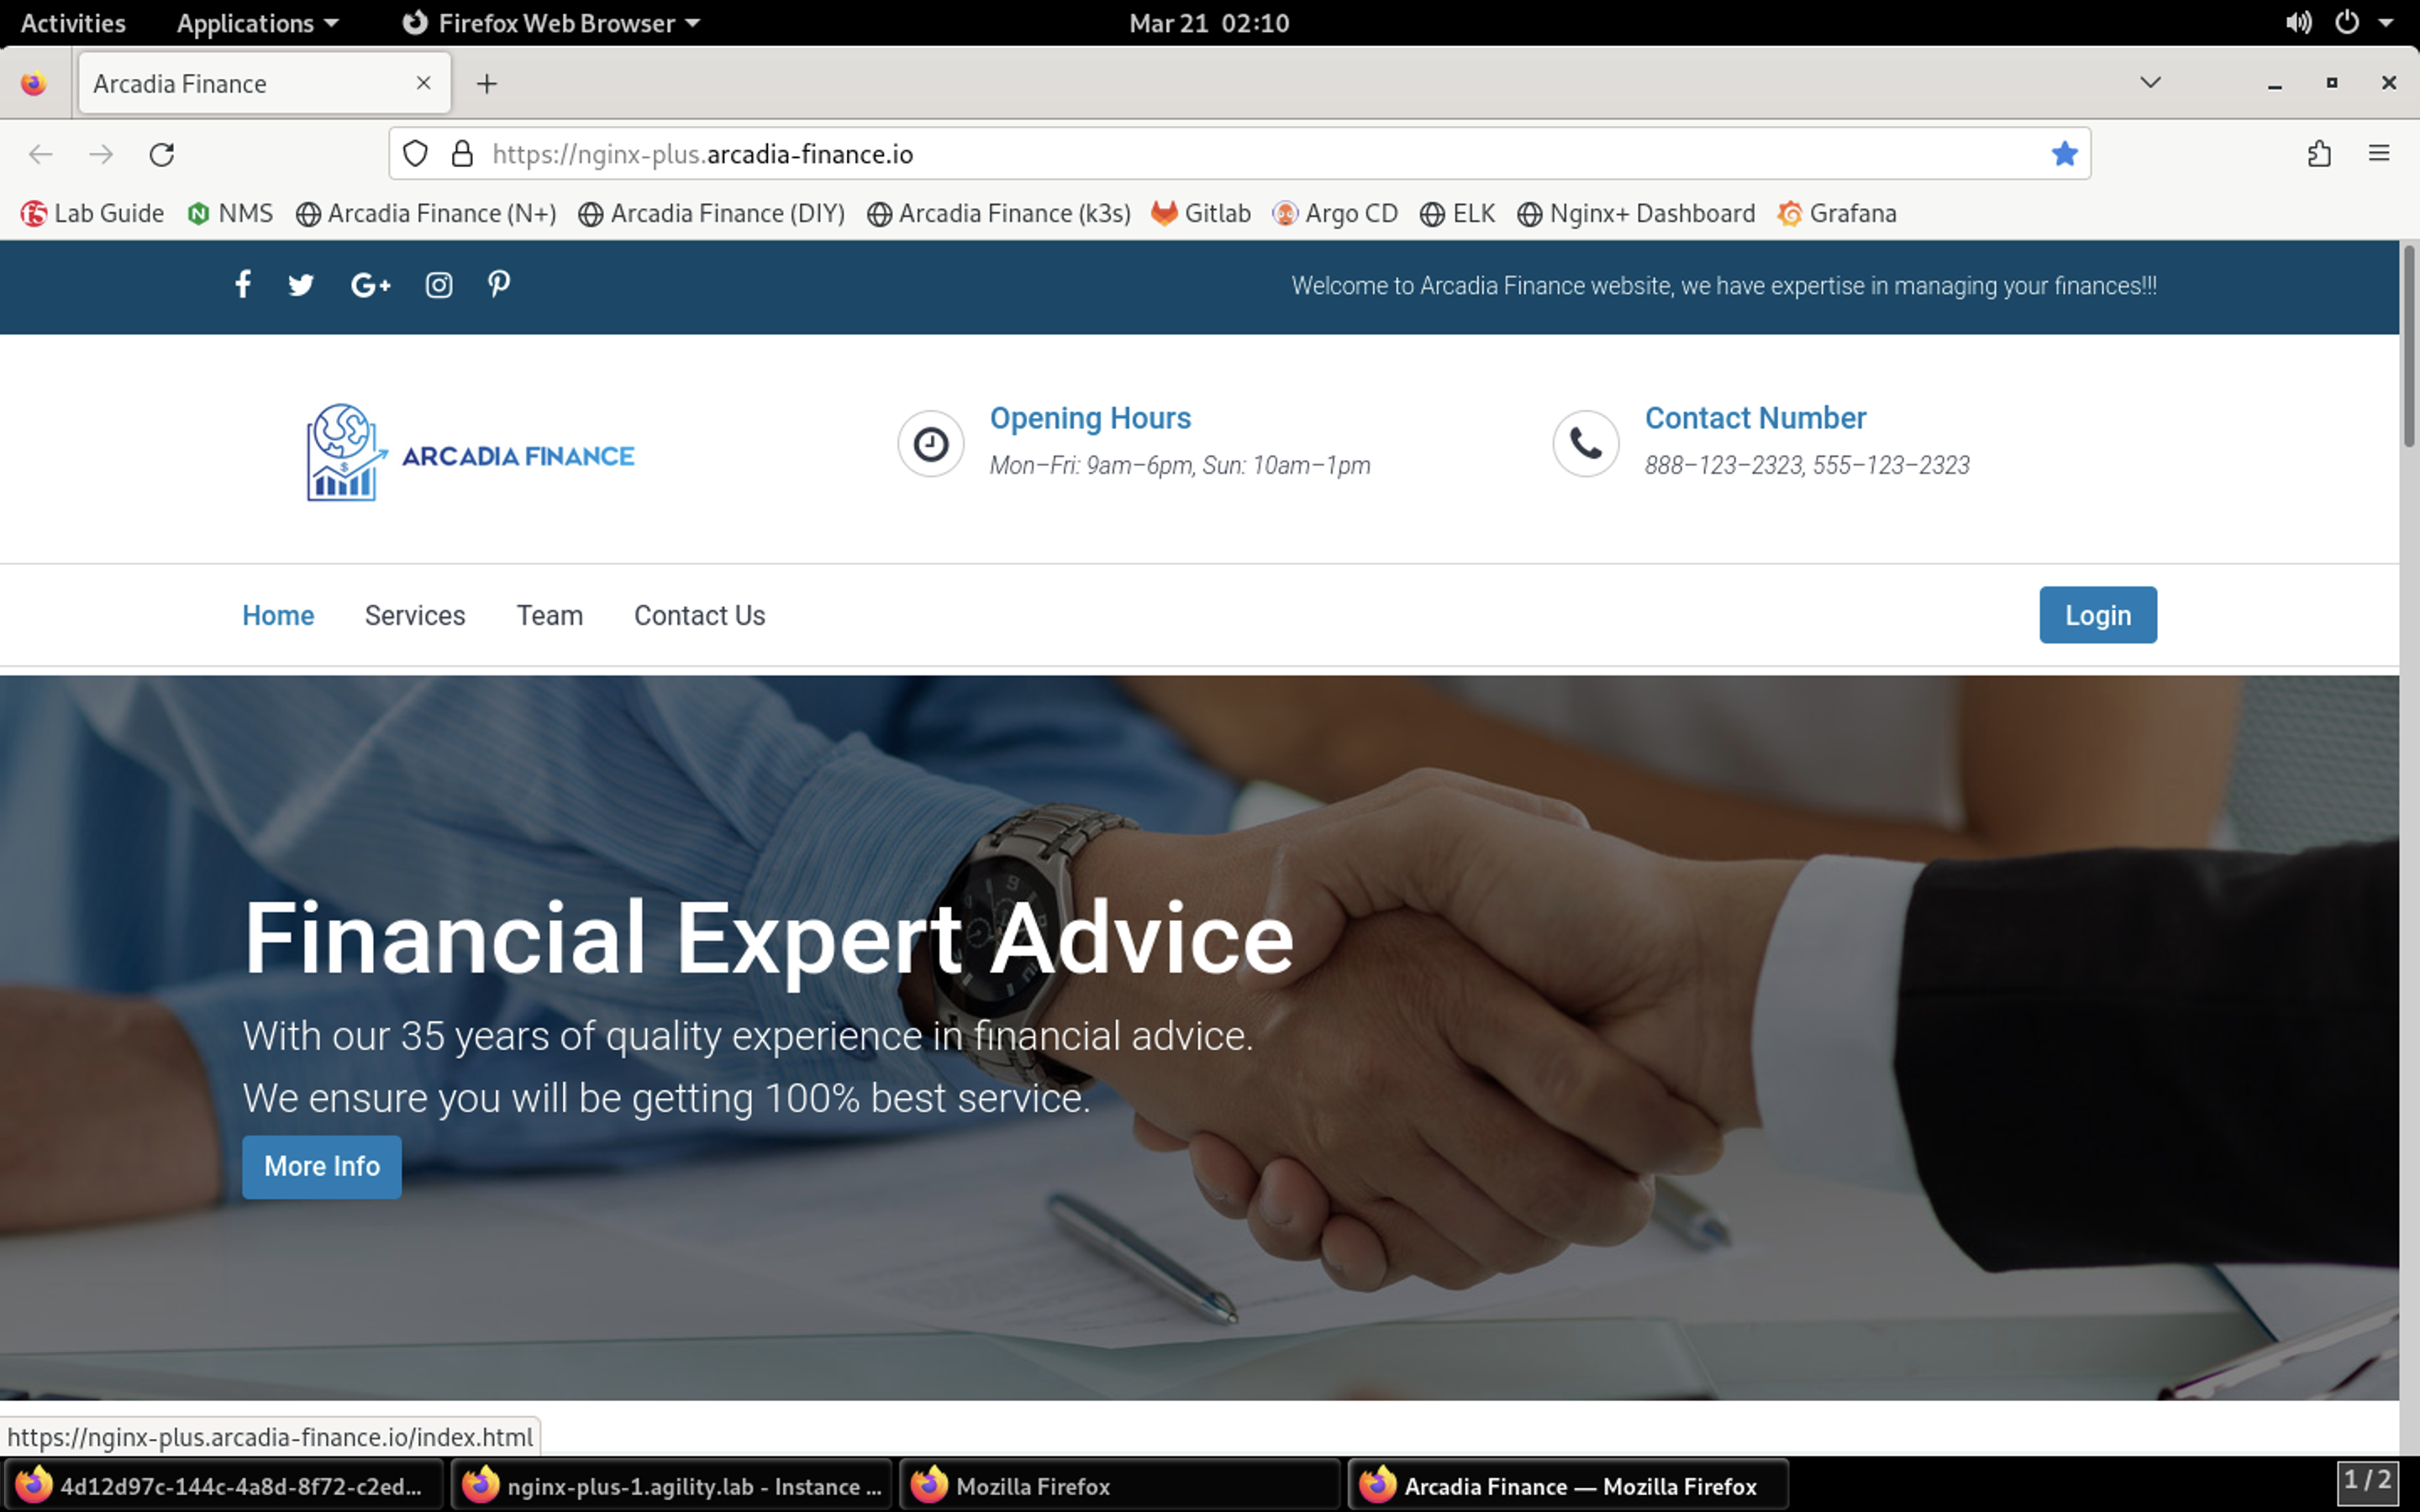 Activities Applications Firefox Web Browser Mar 21 02:10
Arcadia Finance
https://nginx-plus.arcadia-finance.io
Lab Guide NMS Arcadia Finance (N+) Arcadia Finance (DIY) Arcadia Finance (k3s) Gitlab Argo CD ELK Nginx+ Dashboard Grafana
Welcome to Arcadia Finance website, we have expertise in managing your finances!!!
ARCADIA FINANCE
Opening Hours
Mon–Fri: 9am–6pm, Sun: 10am–1pm
Contact Number
888–123–2323, 555–123–2323
Home Services Team Contact Us Login
Financial Expert Advice
With our 35 years of quality experience in financial advice.
We ensure you will be getting 100% best service.
More Info
https://nginx-plus.arcadia-finance.io/index.html
4d12d97c-144c-4a8d-8f72-c2ed... nginx-plus-1.agility.lab - Instance ... Mozilla Firefox Arcadia Finance — Mozilla Firefox 1 / 2